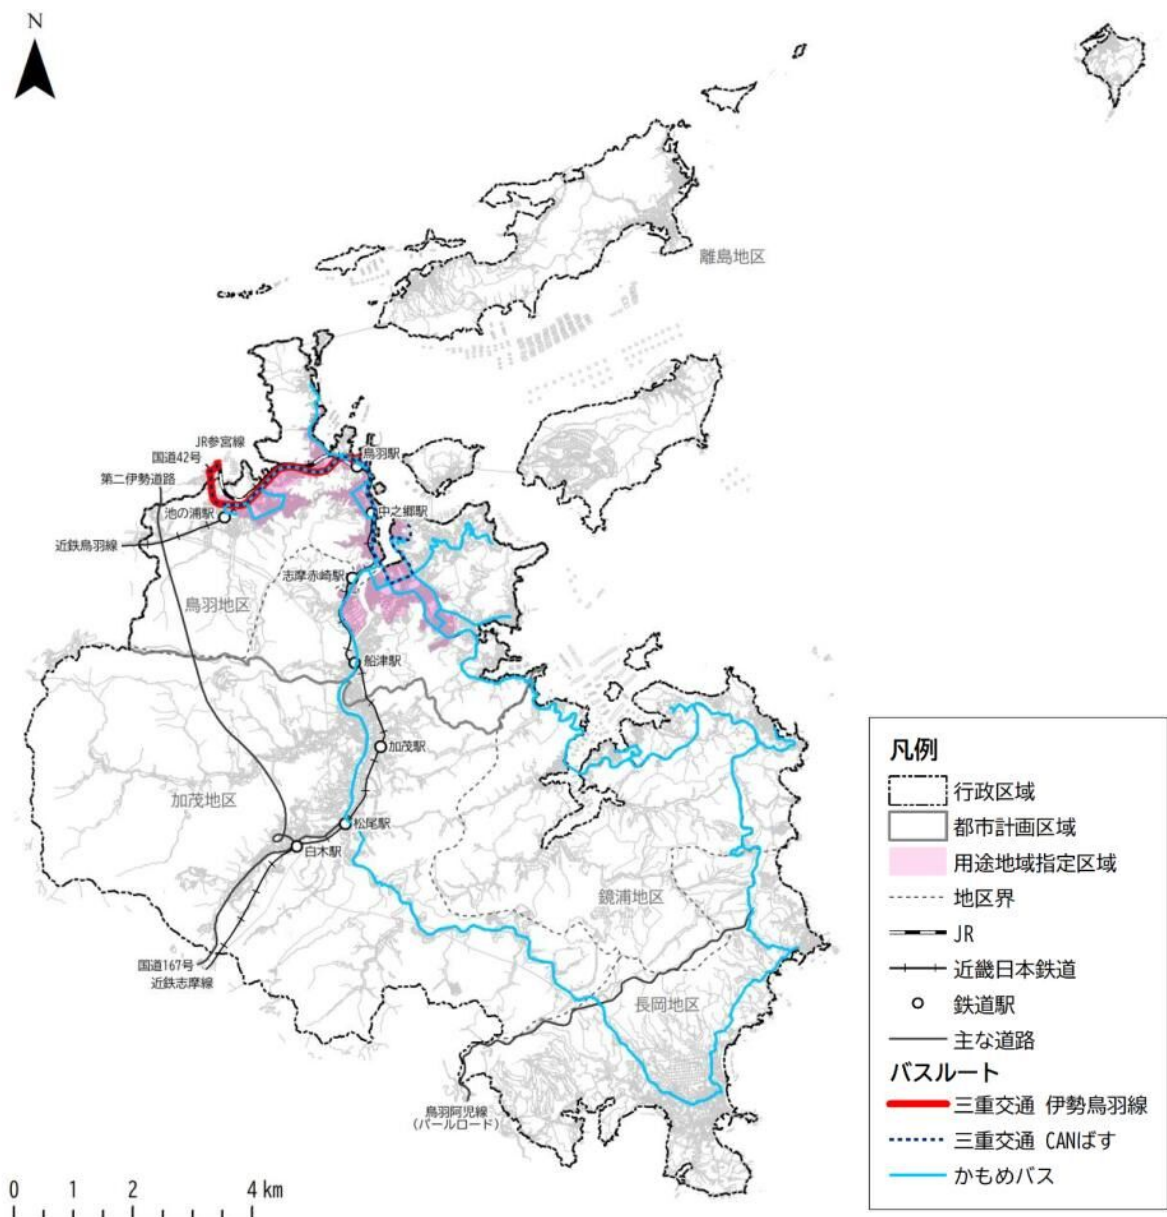 N
離島地区
JR参宮線
国道42号
鳥羽駅
第二伊勢道路
池の浦駅
中之郷駅
近鉄鳥羽線
志摩赤崎駅
鳥羽地区
船津駅
加茂駅
加茂地区
松尾駅
白木駅
鏡浦地区
国道167号
近鉄志摩線
長岡地区
鳥羽阿児線
(パールロード)
凡例
行政区域
都市計画区域
用途地域指定区域
地区界
JR
近畿日本鉄道
鉄道駅
主な道路
バスルート
三重交通 伊勢鳥羽線
三重交通 CANばす
かもめバス
0 1 2 4 km